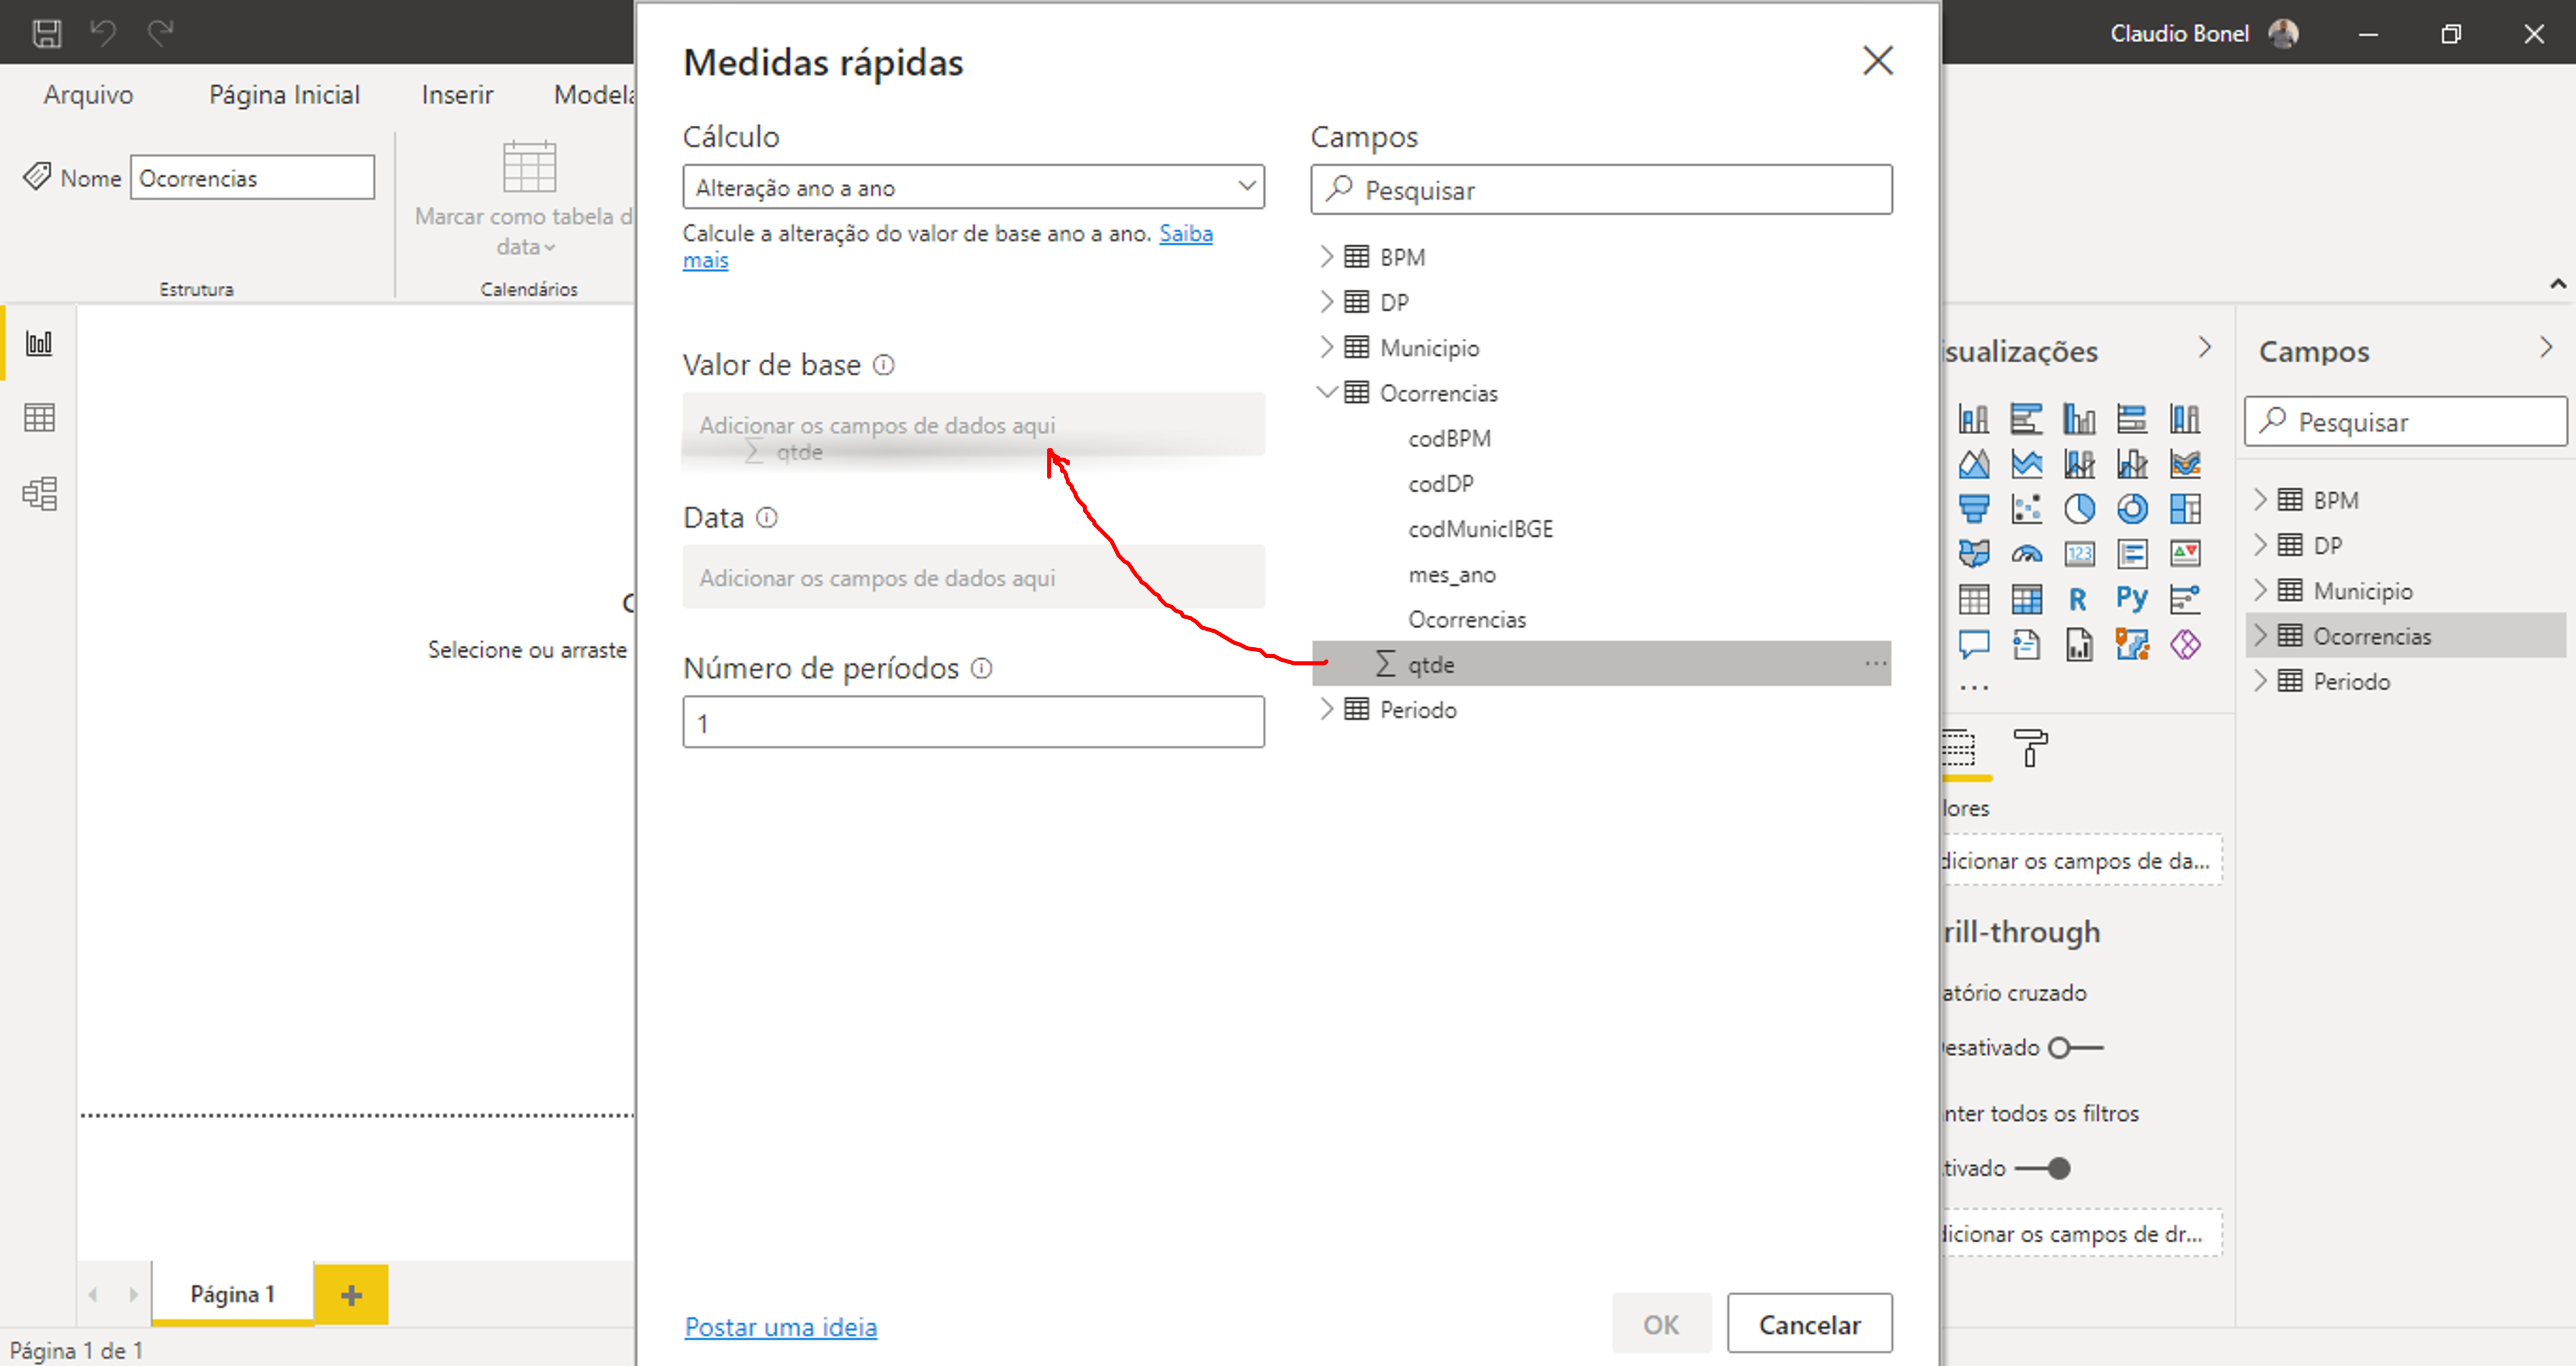 Claudio Bonel
Arquivo
Página Inicial
Inserir
Nome
Ocorrencias
Marcar como tabela d
data
Estrutura
Calendários
Selecione ou arraste
Página 1
Página 1 de 1
Medidas rápidas
Cálculo
Alteração ano a ano
Calcule a alteração do valor de base ano a ano. Saiba
mais
Valor de base
Adicionar os campos de dados aqui
qtde
Data
Adicionar os campos de dados aqui
Número de períodos
1
Campos
Pesquisar
BPM
DP
Municipio
Ocorrencias
codBPM
codDP
codMunicIBGE
mes_ano
Ocorrencias
∑ qtde
Periodo
Postar uma ideia
OK
Cancelar
sualizações
123
R
Py
lores
dicionar os campos de da...
rill-through
atório cruzado
esativado
nter todos os filtros
tivado
dicionar os campos de dr...
Campos
Pesquisar
BPM
DP
Municipio
Ocorrencias
Periodo